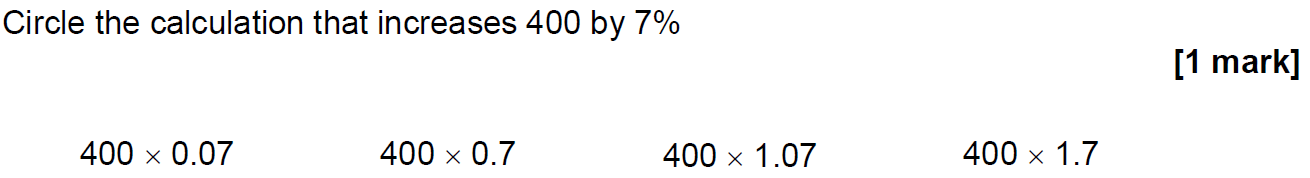 Circle the calculation that increases 400 by 7%
[1 mark]
400 × 0.07 400 × 0.7 400 × 1.07 400 × 1.7